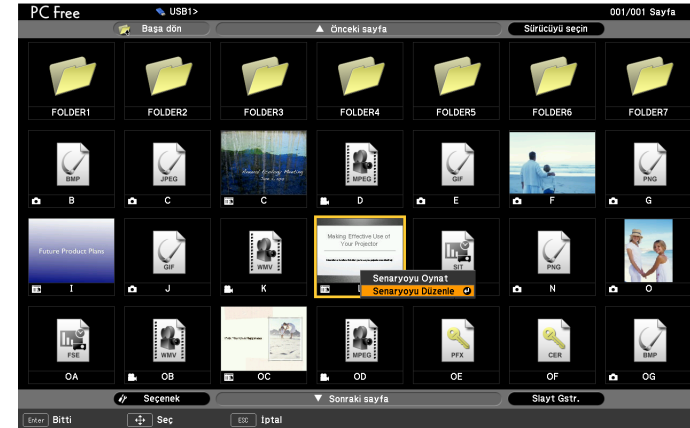 PC Free USB1> 001/001 Sayfa
Başa dön Önceki sayfa Sürücüyü seçin
FOLDER1 FOLDER2 FOLDER3 FOLDER4 FOLDER5 FOLDER6 FOLDER7
BMP JPEG MPEG GIF PNG
B C C D E F G
Future Product Plans
Making Effective Use of
Your Projector
GIF WMV SIT PNG
Senaryoyu Oynat
Senaryoyu Düzenle
I J K N O
FSE WMV MPEG PFX CER BMP
OA OB OC OD OE OF OG
Seçenek Sonraki sayfa Slayt Gstr.
Enter Bitti Seç ESC İptal